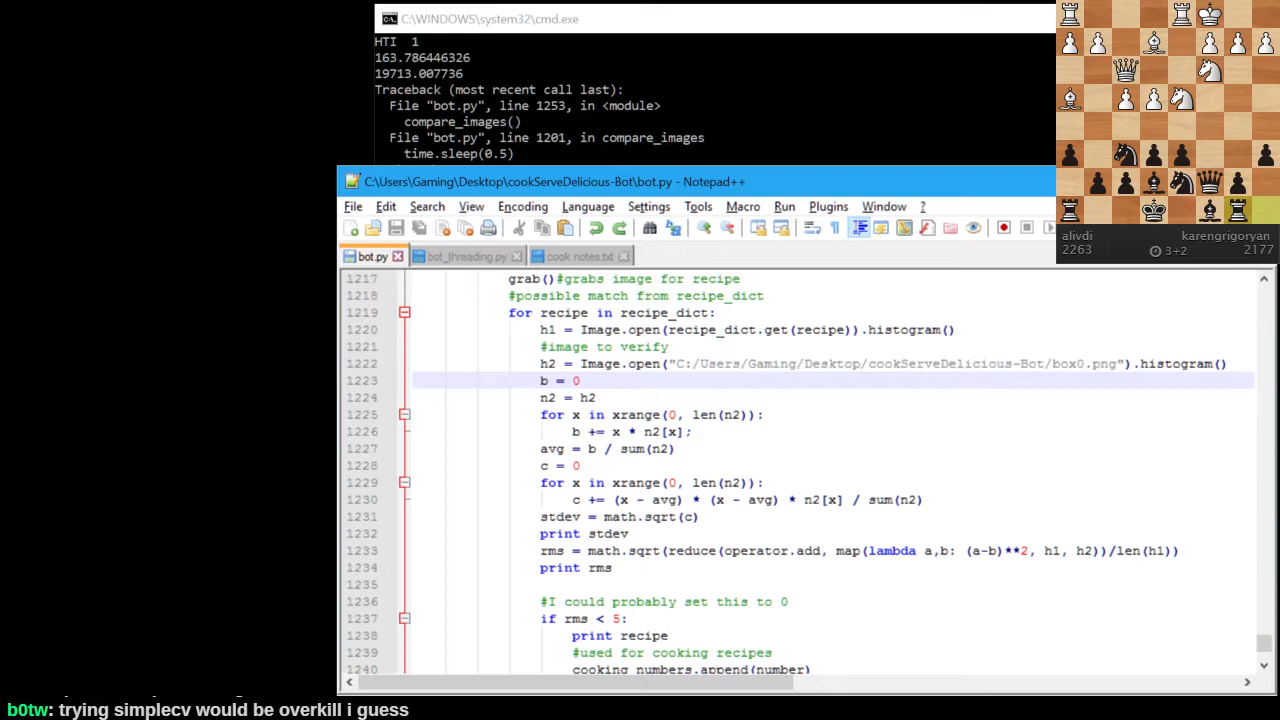 C:\WINDOWS\system32\cmd.exe
HTI  1
163.786446326
19713.007736
Traceback (most recent call last):
  File "bot.py", line 1253, in <module>
    compare_images()
  File "bot.py", line 1201, in compare_images
    time.sleep(0.5)
C:\Users\Gaming\Desktop\cookServeDelicious-Bot\bot.py - Notepad++
File Edit Search View Encoding Language Settings Tools Macro Run Plugins Window ?
bot.py bot_threading.py cook notes.txt
1217 grab()#grabs image for recipe
1218 #possible match from recipe_dict
1219 for recipe in recipe_dict:
1220     h1 = Image.open(recipe_dict.get(recipe)).histogram()
1221     #image to verify
1222     h2 = Image.open("C:/Users/Gaming/Desktop/cookServeDelicious-Bot/box0.png").histogram()
1223     b = 0
1224     n2 = h2
1225     for x in xrange(0, len(n2)):
1226         b += x * n2[x];
1227     avg = b / sum(n2)
1228     c = 0
1229     for x in xrange(0, len(n2)):
1230         c += (x - avg) * (x - avg) * n2[x] / sum(n2)
1231     stdev = math.sqrt(c)
1232     print stdev
1233     rms = math.sqrt(reduce(operator.add, map(lambda a,b: (a-b)**2, h1, h2))/len(h1))
1234     print rms
1235
1236     #I could probably set this to 0
1237     if rms < 5:
1238         print recipe
1239         #used for cooking recipes
1240         cooking_numbers.append(number)
alivdi karengrigoryan
2263 3+2 2177
b0tw: trying simplecv would be overkill i guess